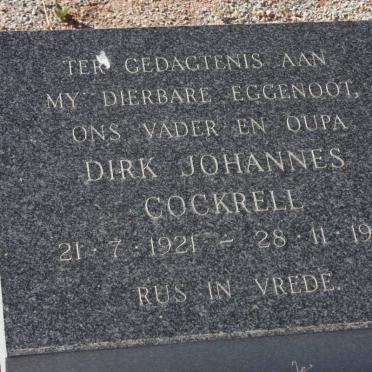 TER GEDAGTENIS AAN
MY DIERBARE EGGENOOT,
ONS VADER EN OUPA
DIRK JOHANNES
COCKRELL
21·7·1921 – 28·11·19
RUS IN VREDE.